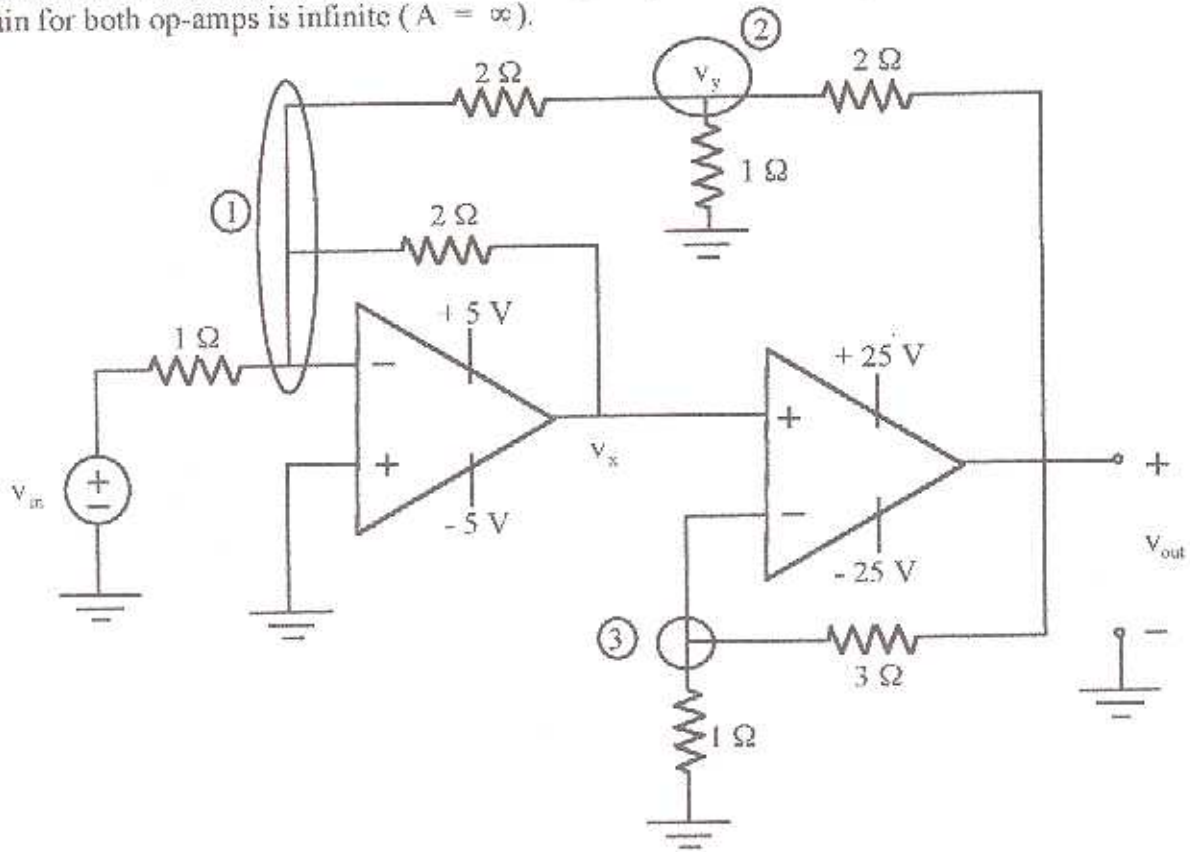 in for both op-amps is infinite ( A = ∞ ).
2
2 Ω
v_y
2 Ω
1 Ω
1
2 Ω
+ 5 V
1 Ω
−
+ 25 V
+
v_x
+
v_in
+
−
- 5 V
+
−
v_out
- 25 V
3
−
3 Ω
1 Ω